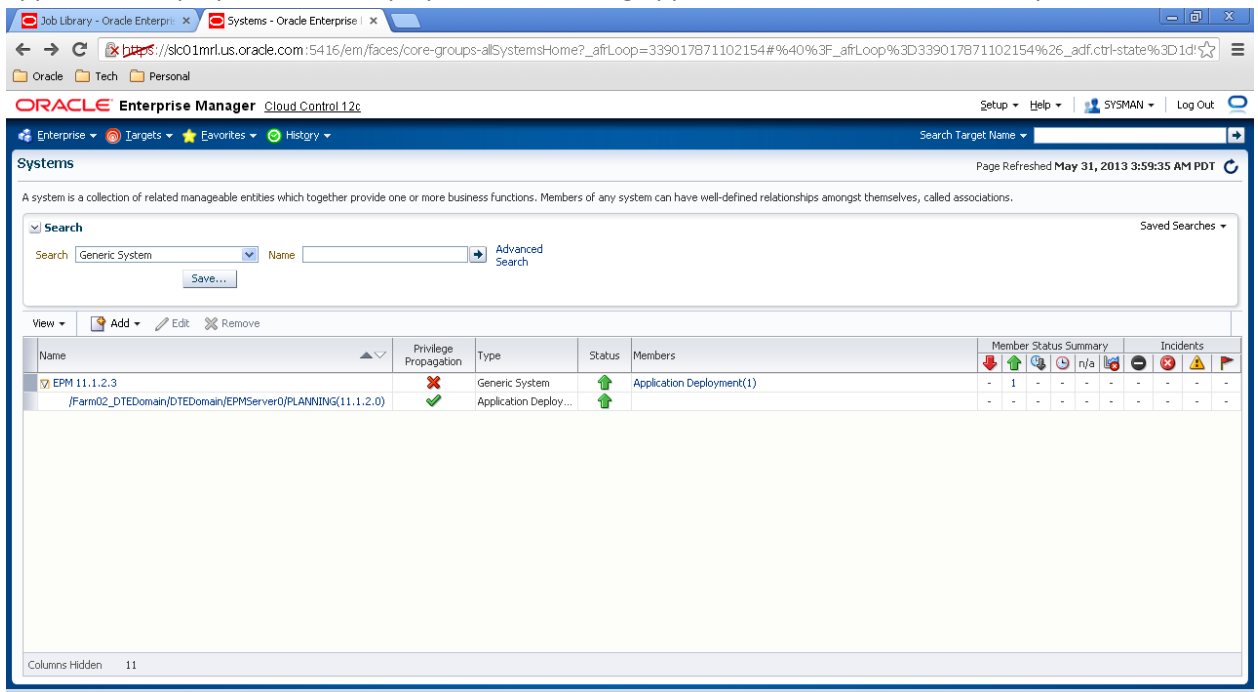 Job Library - Oracle Enterpris
Systems - Oracle Enterprise
https://slc01mrl.us.oracle.com:5416/em/faces/core-groups-allSystemsHome?_afrLoop=339017871102154#%40%3F_afrLoop%3D339017871102154%26_adf.ctrl-state%3D1d
Oracle Tech Personal
ORACLE Enterprise Manager Cloud Control 12c
Setup Help SYSMAN Log Out
Enterprise Targets Favorites History
Search Target Name
Systems
Page Refreshed May 31, 2013 3:59:35 AM PDT
A system is a collection of related manageable entities which together provide one or more business functions. Members of any system can have well-defined relationships amongst themselves, called associations.
Search
Saved Searches
Search Generic System Name Advanced Search
Save...
View Add Edit Remove
Name Privilege Propagation Type Status Members Member Status Summary Incidents
n/a
EPM 11.1.2.3 Generic System Application Deployment(1) - 1 - - - - - - - -
/Farm02_DTEDomain/DTEDomain/EPMServer0/PLANNING(11.1.2.0) Application Deploy... - - - - - - - - - -
Columns Hidden 11